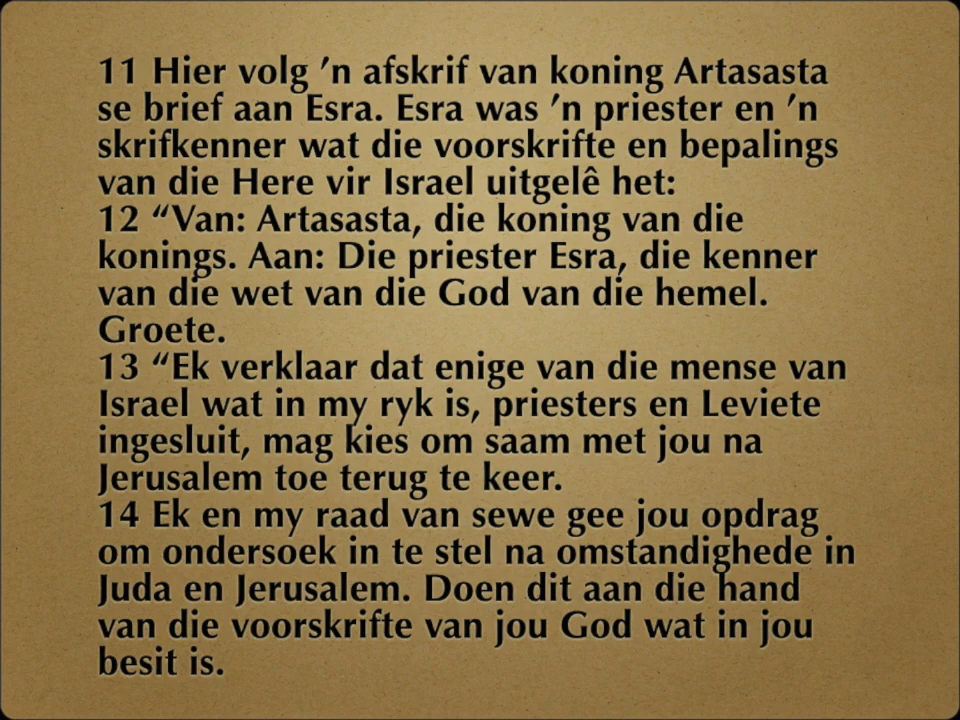 11 Hier volg ’n afskrif van koning Artasasta
se brief aan Esra. Esra was ’n priester en ’n
skrifkenner wat die voorskrifte en bepalings
van die Here vir Israel uitgelê het:
12 “Van: Artasasta, die koning van die
konings. Aan: Die priester Esra, die kenner
van die wet van die God van die hemel.
Groete.
13 “Ek verklaar dat enige van die mense van
Israel wat in my ryk is, priesters en Leviete
ingesluit, mag kies om saam met jou na
Jerusalem toe terug te keer.
14 Ek en my raad van sewe gee jou opdrag
om ondersoek in te stel na omstandighede in
Juda en Jerusalem. Doen dit aan die hand
van die voorskrifte van jou God wat in jou
besit is.